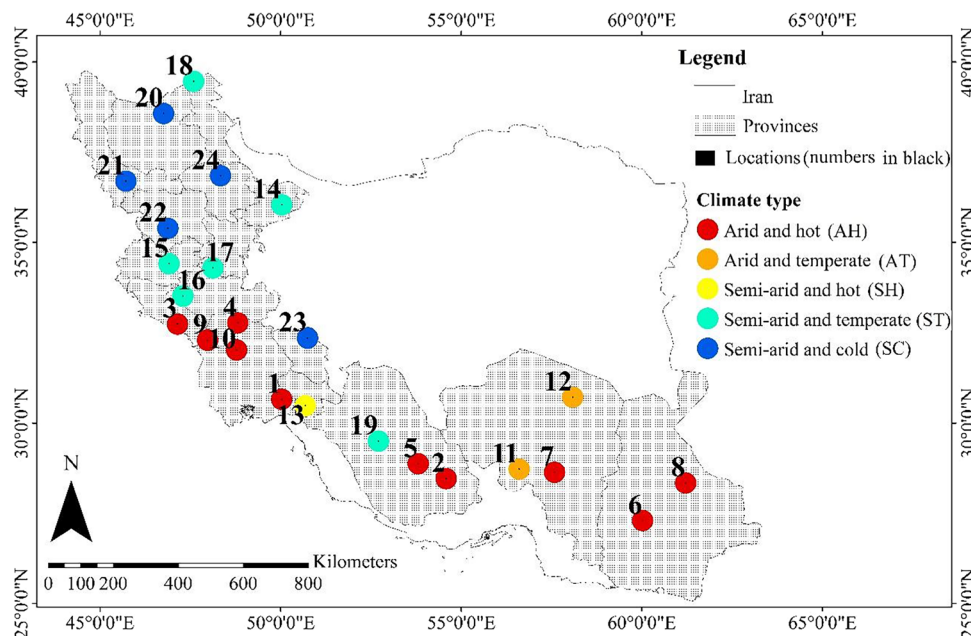 45°0'0"E 50°0'0"E 55°0'0"E 60°0'0"E 65°0'0"E
40°0'0"N
35°0'0"N
30°0'0"N
25°0'0"N
40°0'0"N
35°0'0"N
30°0'0"N
25°0'0"N
18
20
21
24
14
22
15
17
16
3
4
9
10
23
1
13
19
5
2
12
11
7
8
6
Legend
Iran
Provinces
Locations (numbers in black)
Climate type
Arid and hot (AH)
Arid and temperate (AT)
Semi-arid and hot (SH)
Semi-arid and temperate (ST)
Semi-arid and cold (SC)
N
Kilometers
0 100 200 400 600 800
45°0'0"E 50°0'0"E 55°0'0"E 60°0'0"E 65°0'0"E